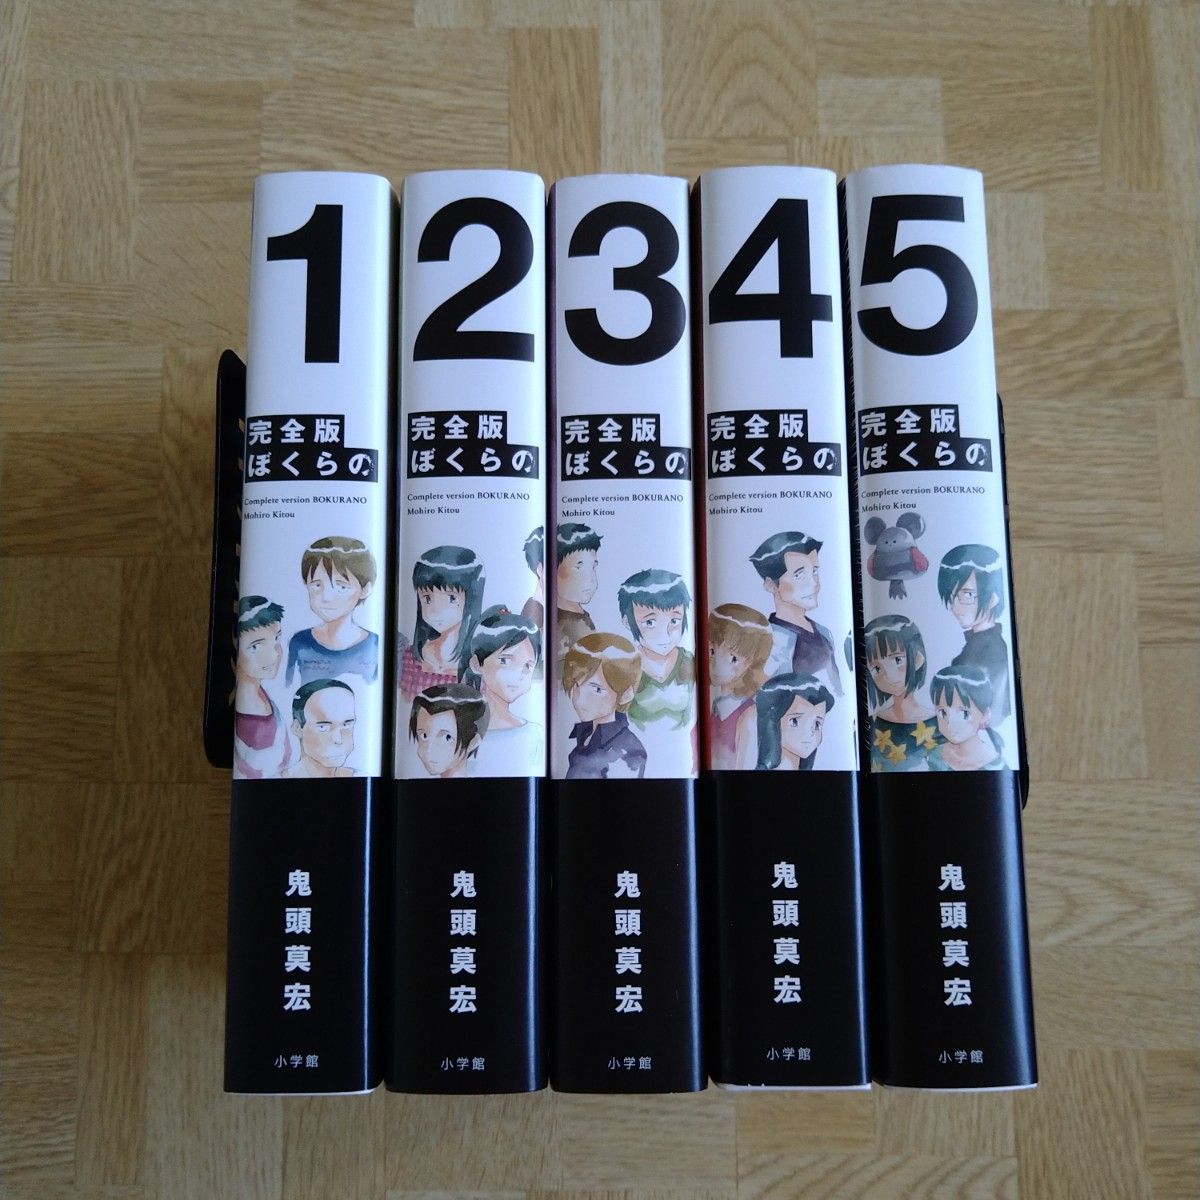 1
完全版
ぼくらの
Complete version BOKURANO
Mohiro Kitou
鬼頭莫宏
小学館
2
完全版
ぼくらの
Complete version BOKURANO
Mohiro Kitou
鬼頭莫宏
小学館
3
完全版
ぼくらの
Complete version BOKURANO
Mohiro Kitou
鬼頭莫宏
小学館
4
完全版
ぼくらの
Complete version BOKURANO
Mohiro Kitou
鬼頭莫宏
小学館
5
完全版
ぼくらの
Complete version BOKURANO
Mohiro Kitou
鬼頭莫宏
小学館